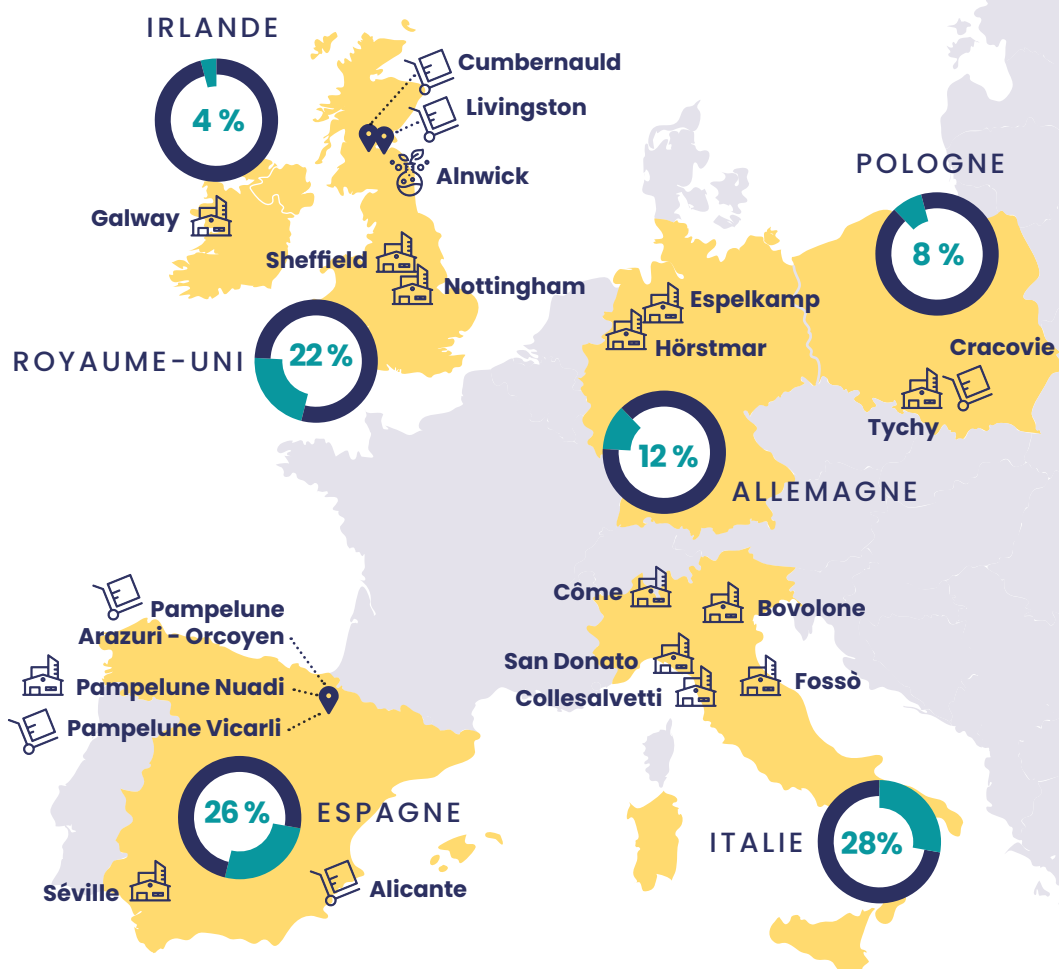 IRLANDE
4 %
Cumbernauld
Livingston
Alnwick
Galway
Sheffield
Nottingham
ROYAUME-UNI
22 %
POLOGNE
8 %
Espelkamp
Hörstmar
Cracovie
Tychy
12 %
ALLEMAGNE
Côme
Bovolone
San Donato
Collesalvetti
Fossò
Pampelune
Arazuri - Orcoyen
Pampelune Nuadi
Pampelune Vicarli
26 %
ESPAGNE
Séville
Alicante
ITALIE
28%